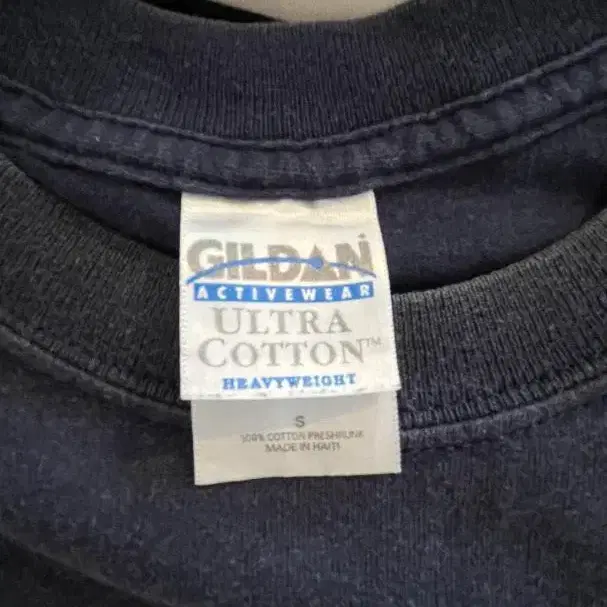 GILDAN
ACTIVEWEAR
ULTRA
COTTON™
HEAVYWEIGHT
S
100% COTTON PRESHRUNK
MADE IN HAITI